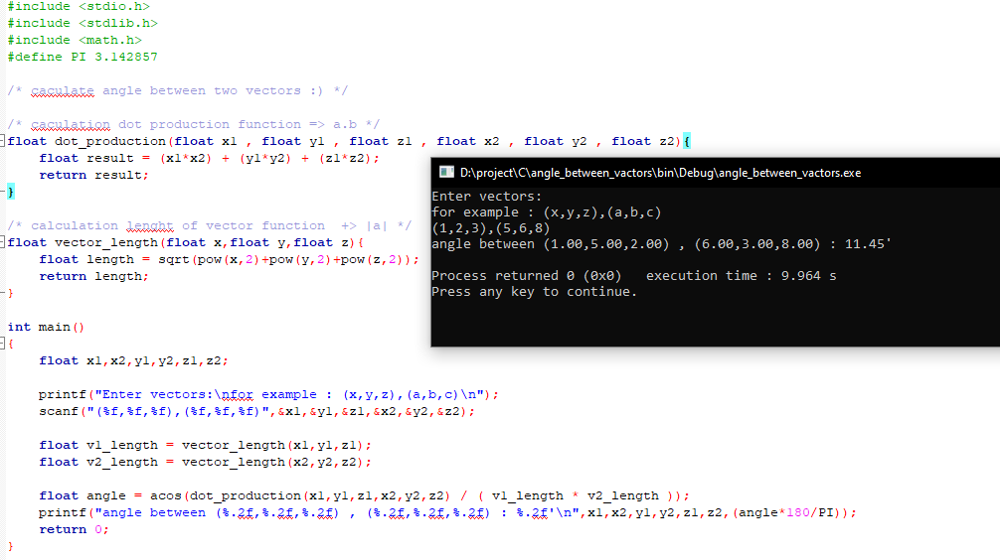 #include <stdio.h>
#include <stdlib.h>
#include <math.h>
#define PI 3.142857
/* caculate angle between two vectors :) */
/* caculation dot production function => a.b */
float dot_production(float x1 , float y1 , float z1 , float x2 , float y2 , float z2){
float result = (x1*x2) + (y1*y2) + (z1*z2);
return result;
}
/* calculation lenght of vector function  +> |a| */
float vector_length(float x,float y,float z){
float length = sqrt(pow(x,2)+pow(y,2)+pow(z,2));
return length;
}
int main()
{
float x1,x2,y1,y2,z1,z2;
printf("Enter vectors:\nfor example : (x,y,z),(a,b,c)\n");
scanf("(%f,%f,%f),(%f,%f,%f)",&x1,&y1,&z1,&x2,&y2,&z2);
float v1_length = vector_length(x1,y1,z1);
float v2_length = vector_length(x2,y2,z2);
float angle = acos(dot_production(x1,y1,z1,x2,y2,z2) / ( v1_length * v2_length ));
printf("angle between (%.2f,%.2f,%.2f) , (%.2f,%.2f,%.2f) : %.2f'\n",x1,x2,y1,y2,z1,z2,(angle*180/PI));
return 0;
}
D:\project\C\angle_between_vactors\bin\Debug\angle_between_vactors.exe
Enter vectors:
for example : (x,y,z),(a,b,c)
(1,2,3),(5,6,8)
angle between (1.00,5.00,2.00) , (6.00,3.00,8.00) : 11.45'
Process returned 0 (0x0)   execution time : 9.964 s
Press any key to continue.